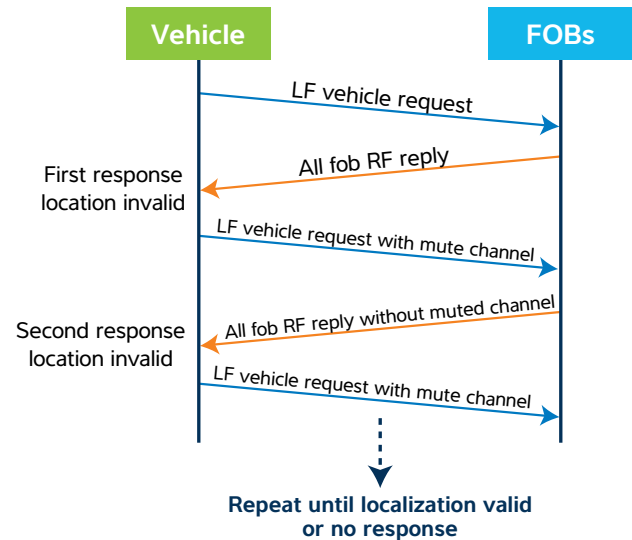 Vehicle
FOBs
LF vehicle request
All fob RF reply
First response
location invalid
LF vehicle request with mute channel
All fob RF reply without muted channel
Second response
location invalid
LF vehicle request with mute channel
Repeat until localization valid
or no response